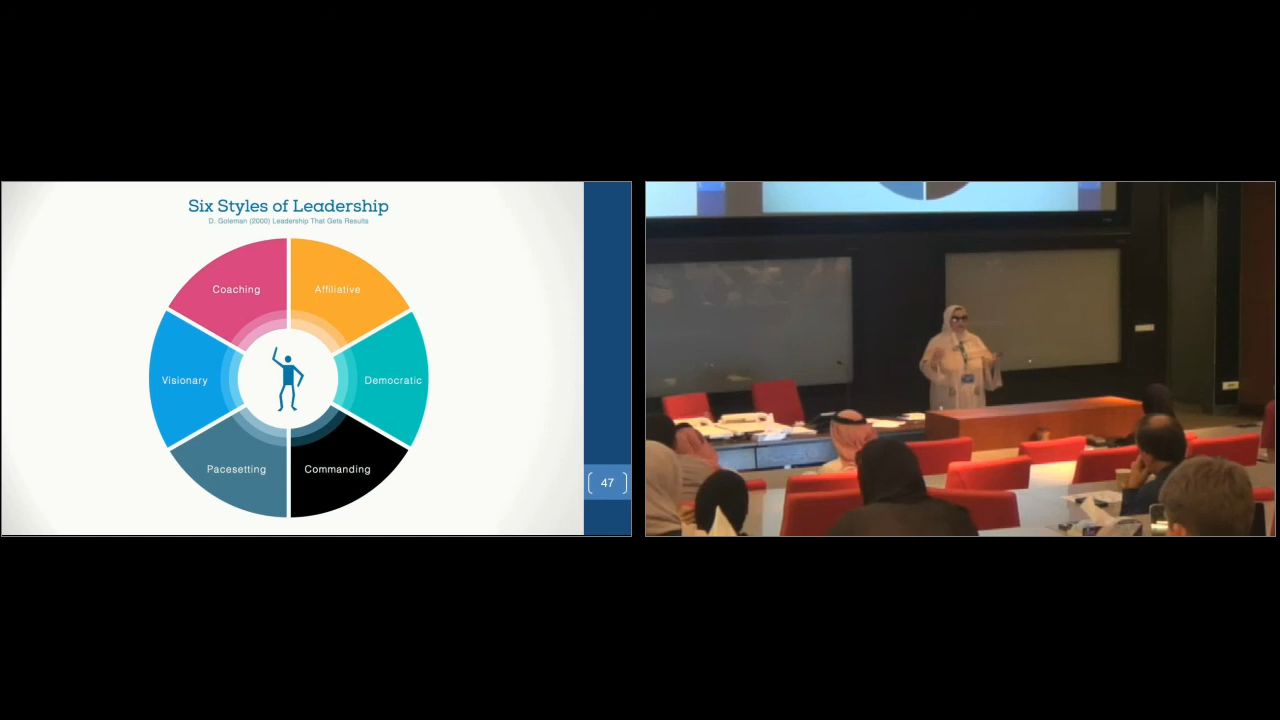 Six Styles of Leadership
D. Goleman (2000) Leadership That Gets Results
Coaching
Affiliative
Visionary
Democratic
Pacesetting
Commanding
47